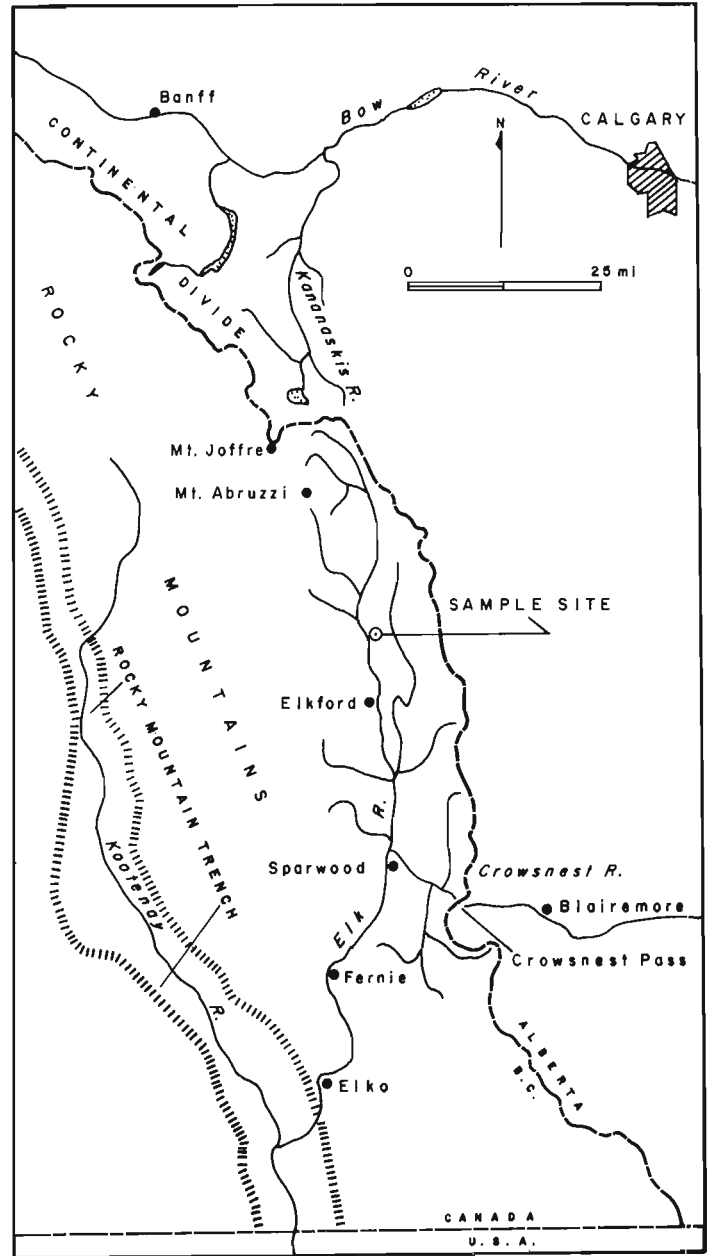 Banff
BOW River
CALGARY
CONTINENTAL DIVIDE
N
0 25 mi
Kananaskis R.
ROCKY MOUNTAINS
Mt. Joffre
Mt. Abruzzi
SAMPLE SITE
ROCKY MOUNTAIN TRENCH
Elkford
Kootenay R.
Elk R.
Sparwood
Crowsnest R.
Blairemore
Crowsnest Pass
Fernie
ALBERTA
B.C.
Elko
CANADA
U.S.A.